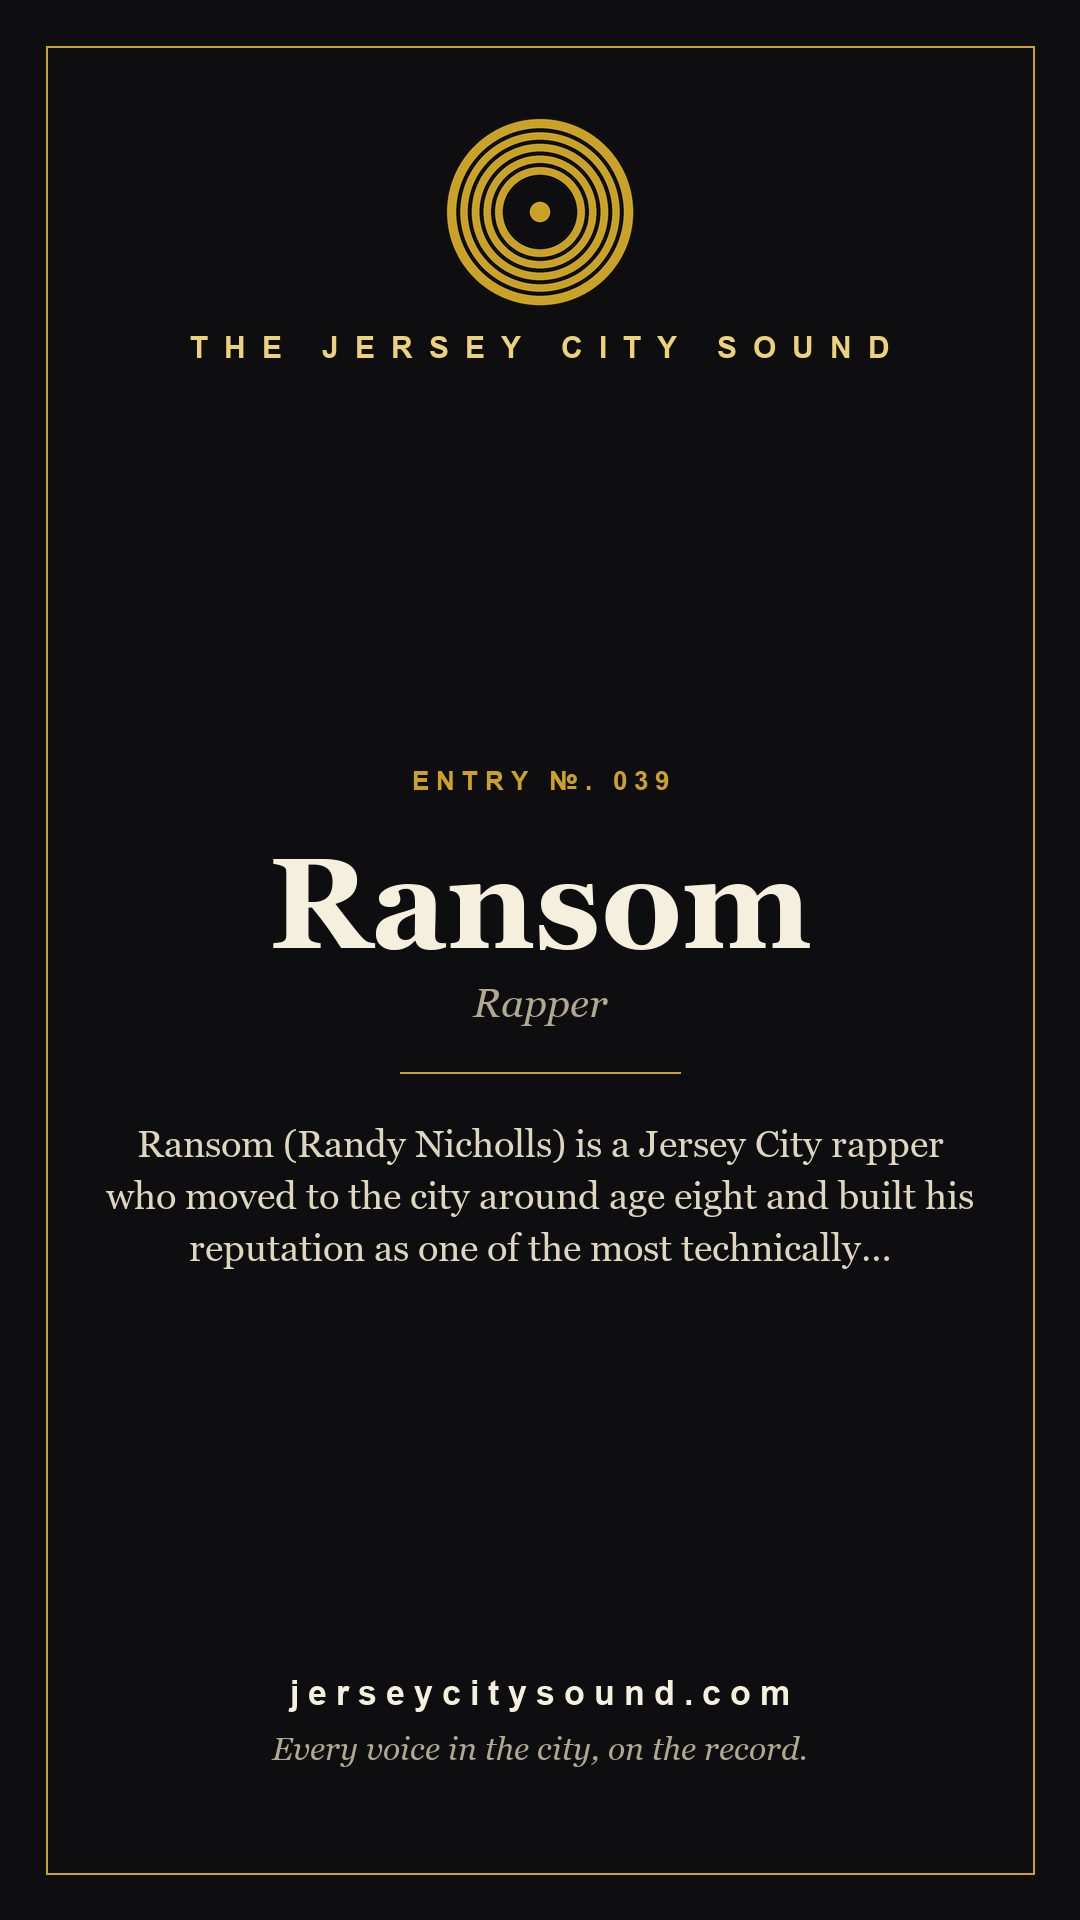 THE JERSEY CITY SOUND
ENTRY №. 039
Ransom
Rapper
Ransom (Randy Nicholls) is a Jersey City rapper
who moved to the city around age eight and built his
reputation as one of the most technically...
jerseycitysound.com
Every voice in the city, on the record.